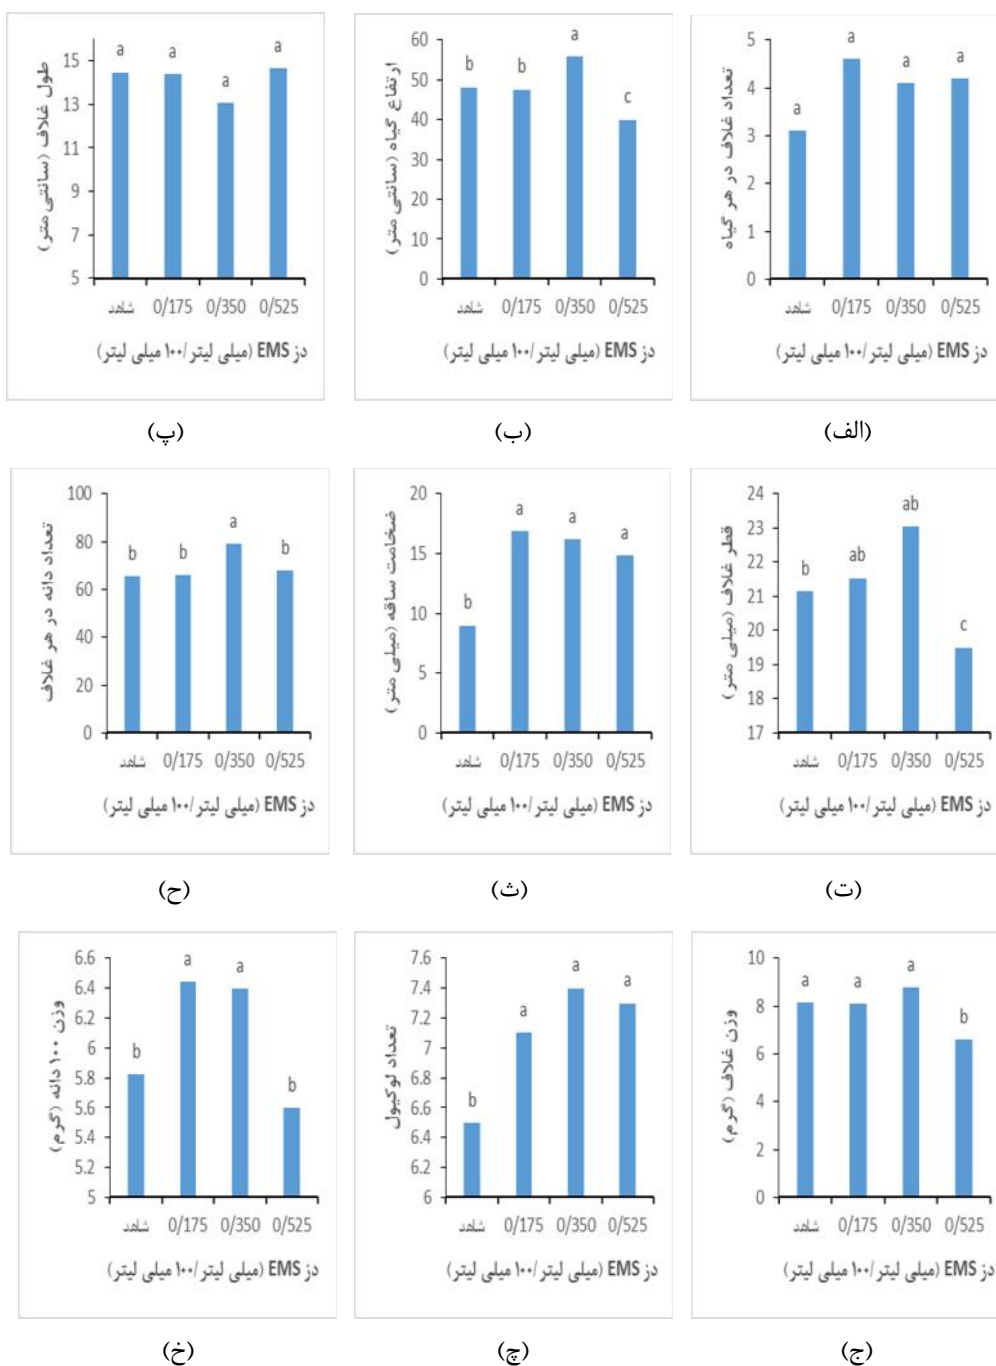 تعداد غلاف در هر گیاه
5
4
3
2
1
0
a
a
a
a
شاهد 0/175 0/350 0/525
دز EMS (میلی لیتر/۱۰۰ میلی لیتر)
(الف)
ارتفاع گیاه (سانتی متر)
60
50
40
30
20
10
0
b
b
a
c
شاهد 0/175 0/350 0/525
دز EMS (میلی لیتر/۱۰۰ میلی لیتر)
(ب)
طول غلاف (سانتی متر)
15
13
11
9
7
5
a
a
a
a
شاهد 0/175 0/350 0/525
دز EMS (میلی لیتر/۱۰۰ میلی لیتر)
(پ)
قطر غلاف (میلی متر)
24
23
22
21
20
19
18
17
b
ab
ab
c
شاهد 0/175 0/350 0/525
دز EMS (میلی لیتر/۱۰۰ میلی لیتر)
(ت)
ضخامت ساقه (میلی متر)
20
15
10
5
0
b
a
a
a
شاهد 0/175 0/350 0/525
دز EMS (میلی لیتر/۱۰۰ میلی لیتر)
(ث)
تعداد دانه در هر غلاف
100
80
60
40
20
0
b
b
a
b
شاهد 0/175 0/350 0/525
دز EMS (میلی لیتر/۱۰۰ میلی لیتر)
(ح)
وزن غلاف (گرم)
10
8
6
4
2
0
a
a
a
b
شاهد 0/175 0/350 0/525
دز EMS (میلی لیتر/۱۰۰ میلی لیتر)
(ج)
تعداد لوکیول
7.6
7.4
7.2
7
6.8
6.6
6.4
6.2
6
b
a
a
a
شاهد 0/175 0/350 0/525
دز EMS (میلی لیتر/۱۰۰ میلی لیتر)
(چ)
وزن ۱۰۰ دانه (گرم)
6.6
6.4
6.2
6
5.8
5.6
5.4
5.2
5
b
a
a
b
شاهد 0/175 0/350 0/525
دز EMS (میلی لیتر/۱۰۰ میلی لیتر)
(خ)